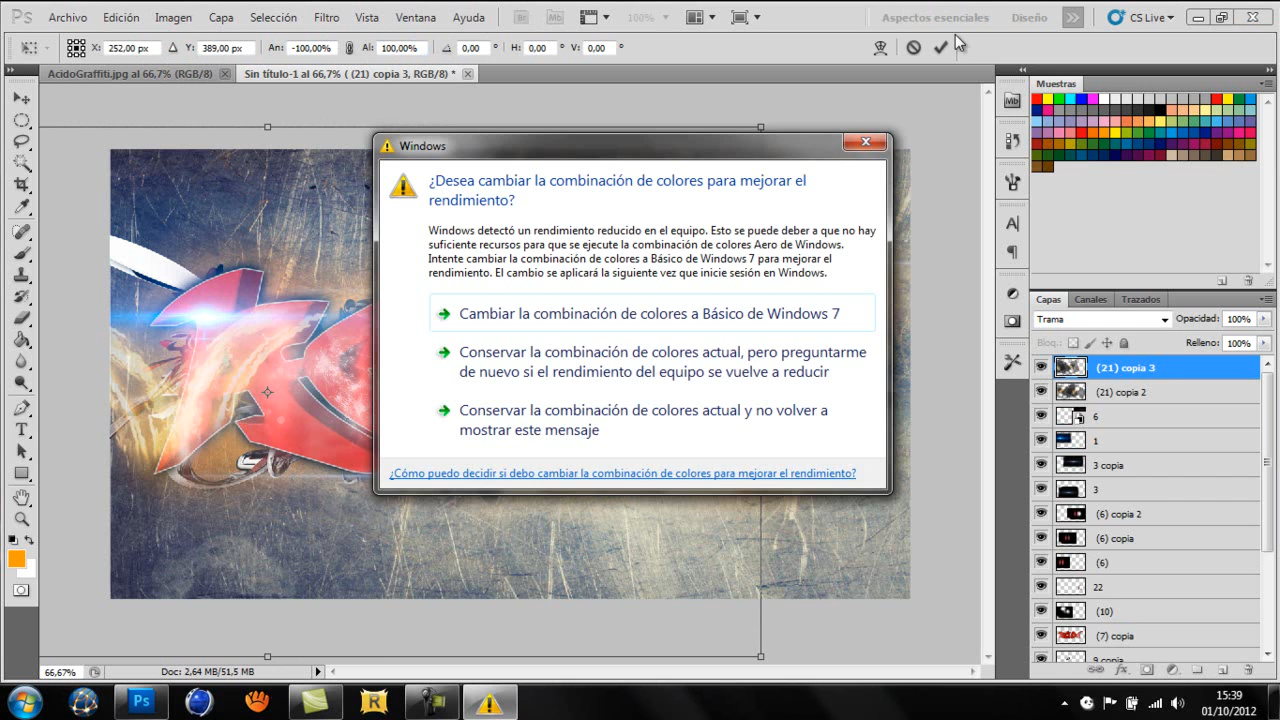 Ps Archivo Edición Imagen Capa Selección Filtro Vista Ventana Ayuda Br Mb 100% Aspectos esenciales Diseño CS Live
X: 252,00 px Y: 389,00 px An: -100,00% Al: 100,00% 0,00 ° H: 0,00 ° V: 0,00 °
AcidoGraffiti.jpg al 66,7% (RGB/8) Sin título-1 al 66,7% ( (21) copia 3, RGB/8) *
Muestras
Mb
Windows
¿Desea cambiar la combinación de colores para mejorar el
rendimiento?
Windows detectó un rendimiento reducido en el equipo. Esto se puede deber a que no hay
suficiente recursos para que se ejecute la combinación de colores Aero de Windows.
Intente cambiar la combinación de colores a Básico de Windows 7 para mejorar el
rendimiento. El cambio se aplicará la siguiente vez que inicie sesión en Windows.
Cambiar la combinación de colores a Básico de Windows 7
Conservar la combinación de colores actual, pero preguntarme
de nuevo si el rendimiento del equipo se vuelve a reducir
Conservar la combinación de colores actual y no volver a
mostrar este mensaje
¿Cómo puedo decidir si debo cambiar la combinación de colores para mejorar el rendimiento?
Capas Canales Trazados
Trama Opacidad: 100%
Bloq.: Relleno: 100%
(21) copia 3
(21) copia 2
6
1
3 copia
3
(6) copia 2
(6) copia
(6)
22
(10)
(7) copia
9 copia
66,67% Doc: 2,64 MB/51,5 MB
Ps
R
15:39
01/10/2012